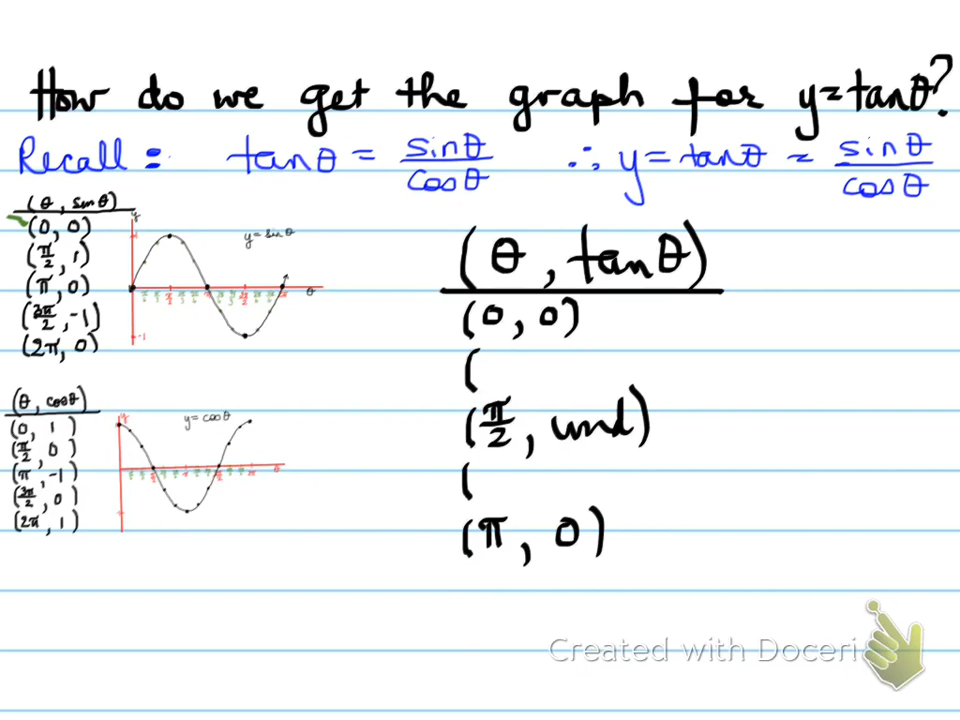 How do we get the graph for y=tanθ?
Recall: tanθ = sinθ/cosθ ∴ y=tanθ = sinθ/cosθ
(θ, sinθ)
(0, 0)
(π/2, 1)
(π, 0)
(3π/2, -1)
(2π, 0)
y
1
-1
y=sinθ
θ
(θ, cosθ)
(0, 1)
(π/2, 0)
(π, -1)
(3π/2, 0)
(2π, 1)
y
y=cosθ
θ
(θ, tanθ)
(0, 0)
(
(π/2, und)
(
(π, 0)
Created with Doceri